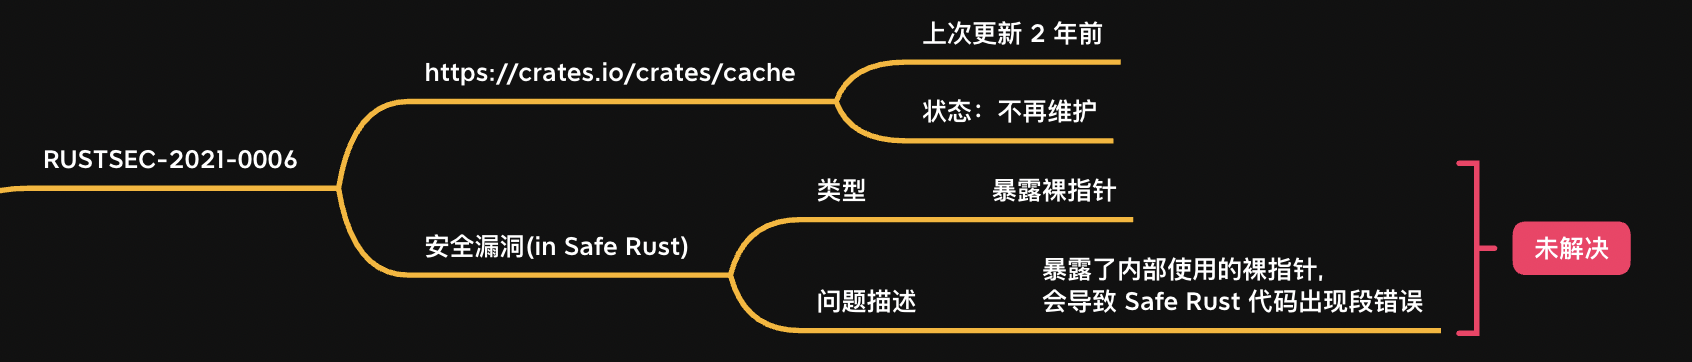 RUSTSEC-2021-0006
https://crates.io/crates/cache
上次更新 2 年前
状态：不再维护
安全漏洞(in Safe Rust)
类型 暴露裸指针
问题描述 暴露了内部使用的裸指针，
会导致 Safe Rust 代码出现段错误
未解决